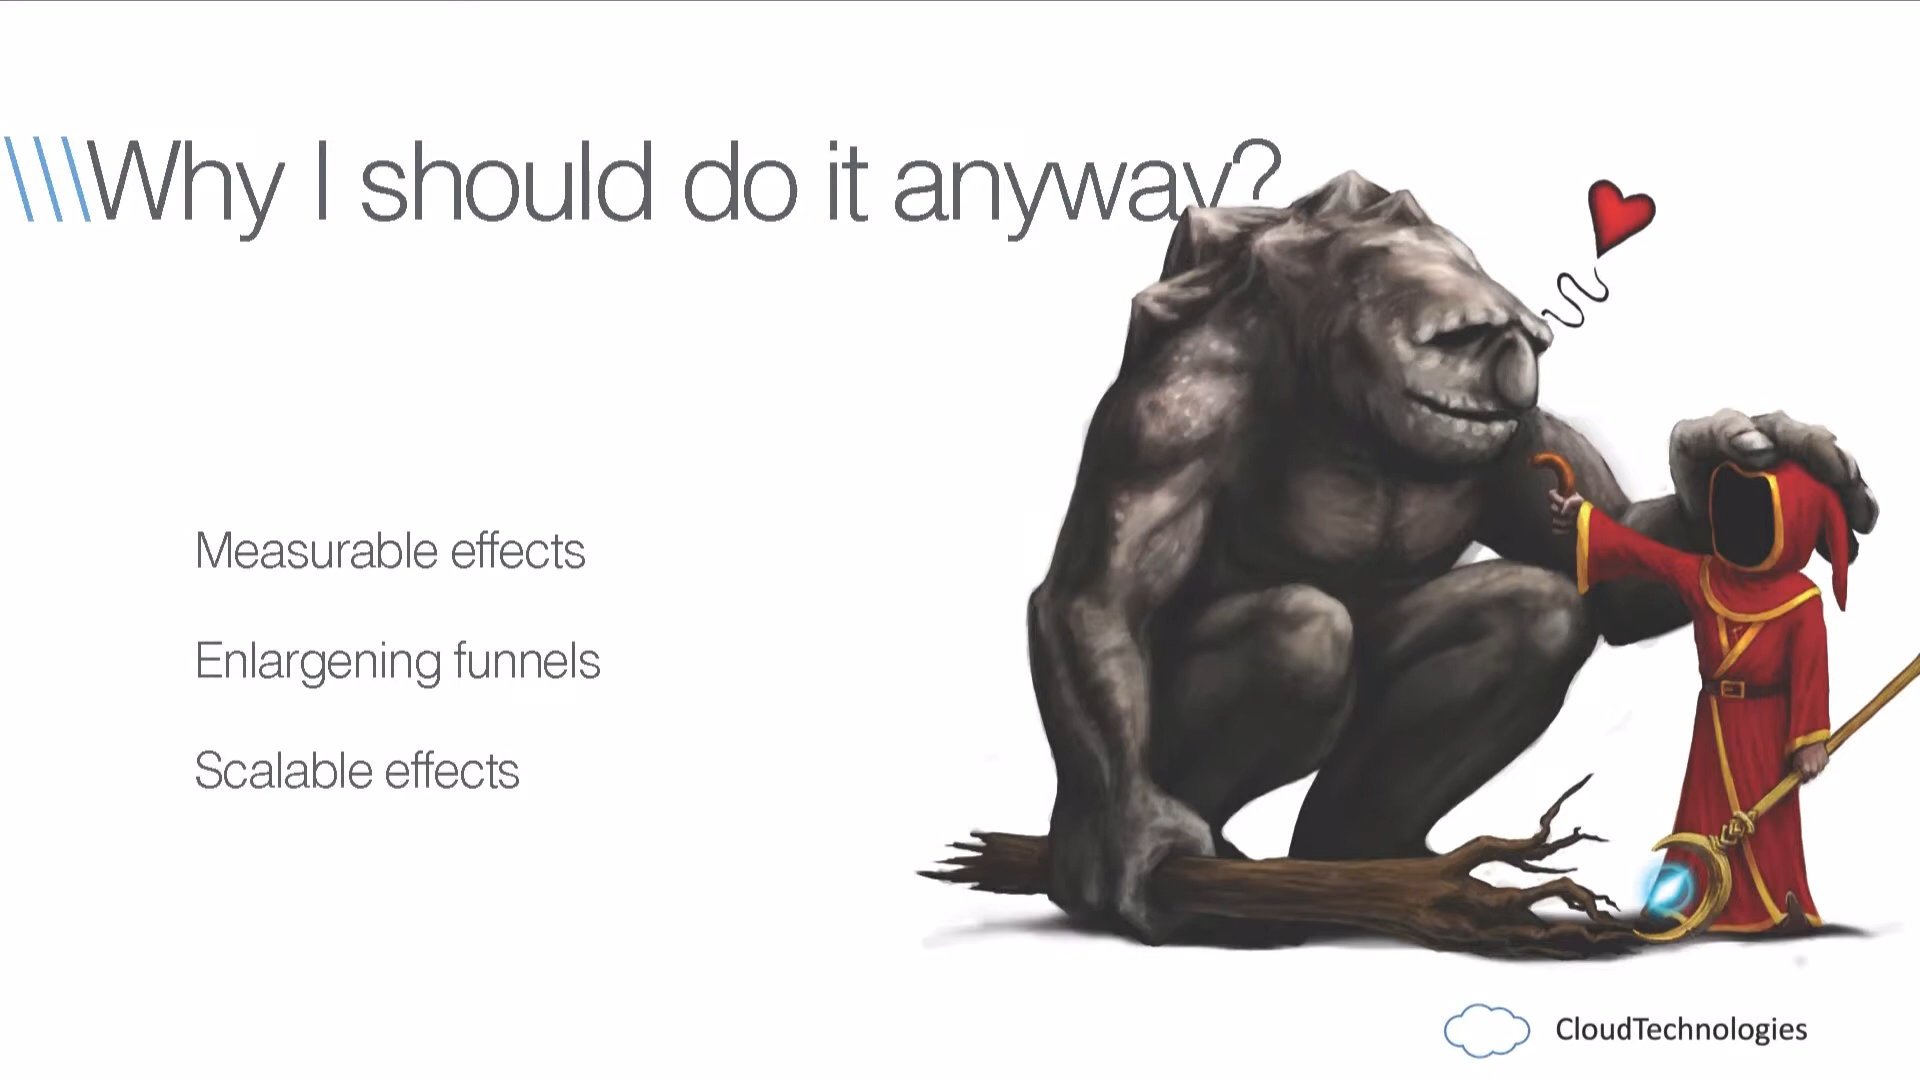 \\\Why I should do it anyway?
Measurable effects
Enlargening funnels
Scalable effects
CloudTechnologies